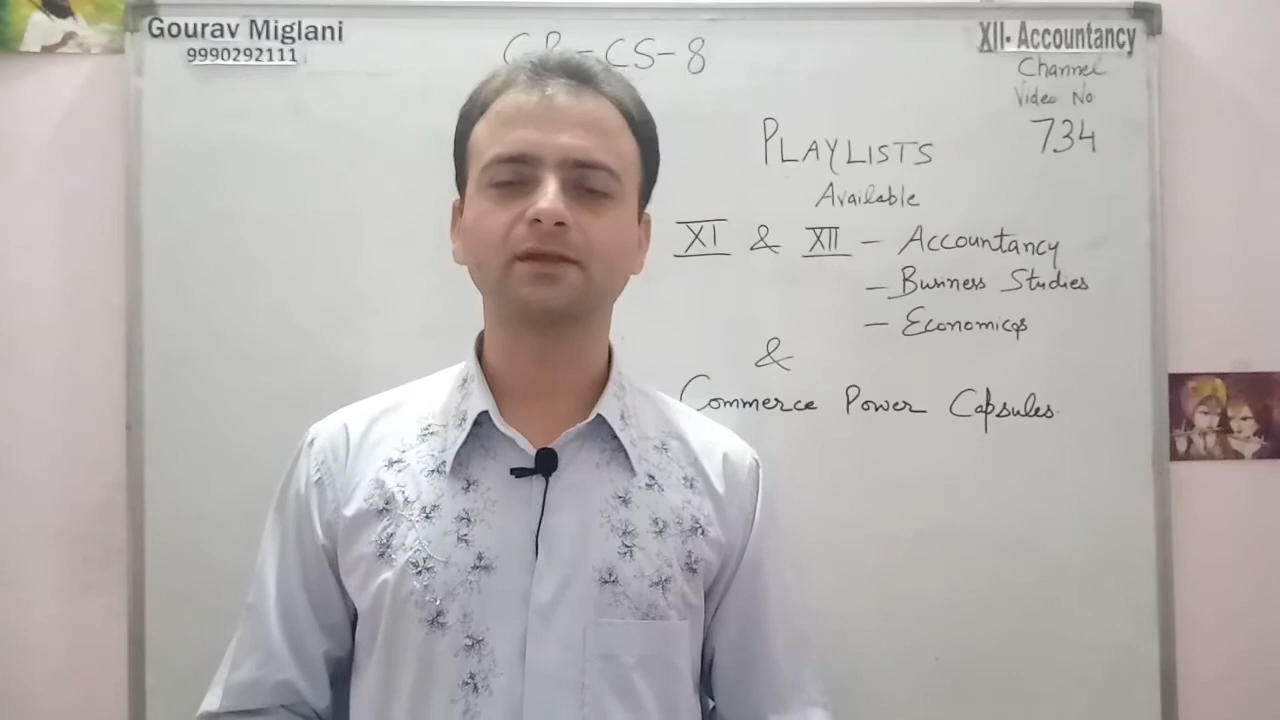 Gourav Miglani
9990292111
CS-8
XII- Accountancy
Channel
Video No
734
PLAYLISTS
Available
XI & XII - Accountancy
- Business Studies
- Economics
&
Commerce Power Capsules.